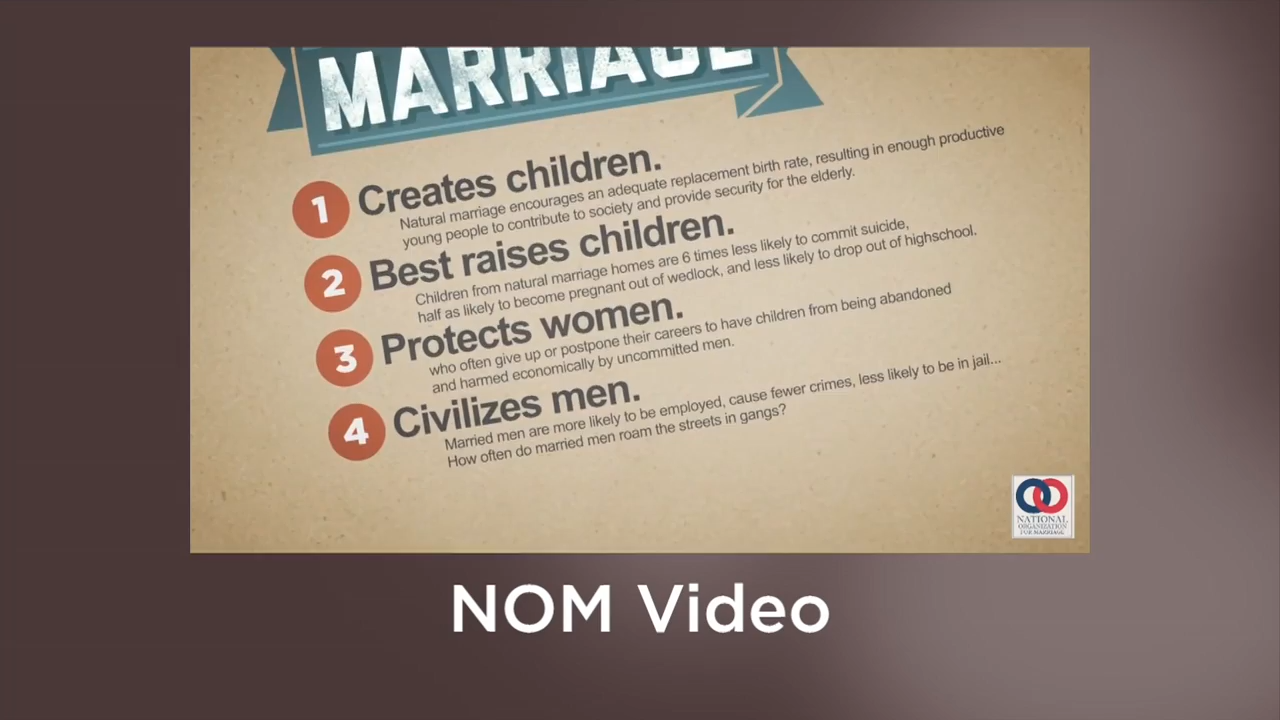 MARRIAGE
1 Creates children.
Natural marriage encourages an adequate replacement birth rate, resulting in enough productive
young people to contribute to society and provide security for the elderly.
2 Best raises children.
Children from natural marriage homes are 6 times less likely to commit suicide,
half as likely to become pregnant out of wedlock, and less likely to drop out of highschool.
3 Protects women.
who often give up or postpone their careers to have children from being abandoned
and harmed economically by uncommitted men.
4 Civilizes men.
Married men are more likely to be employed, cause fewer crimes, less likely to be in jail...
How often do married men roam the streets in gangs?
NATIONAL
ORGANIZATION
FOR MARRIAGE
NOM Video